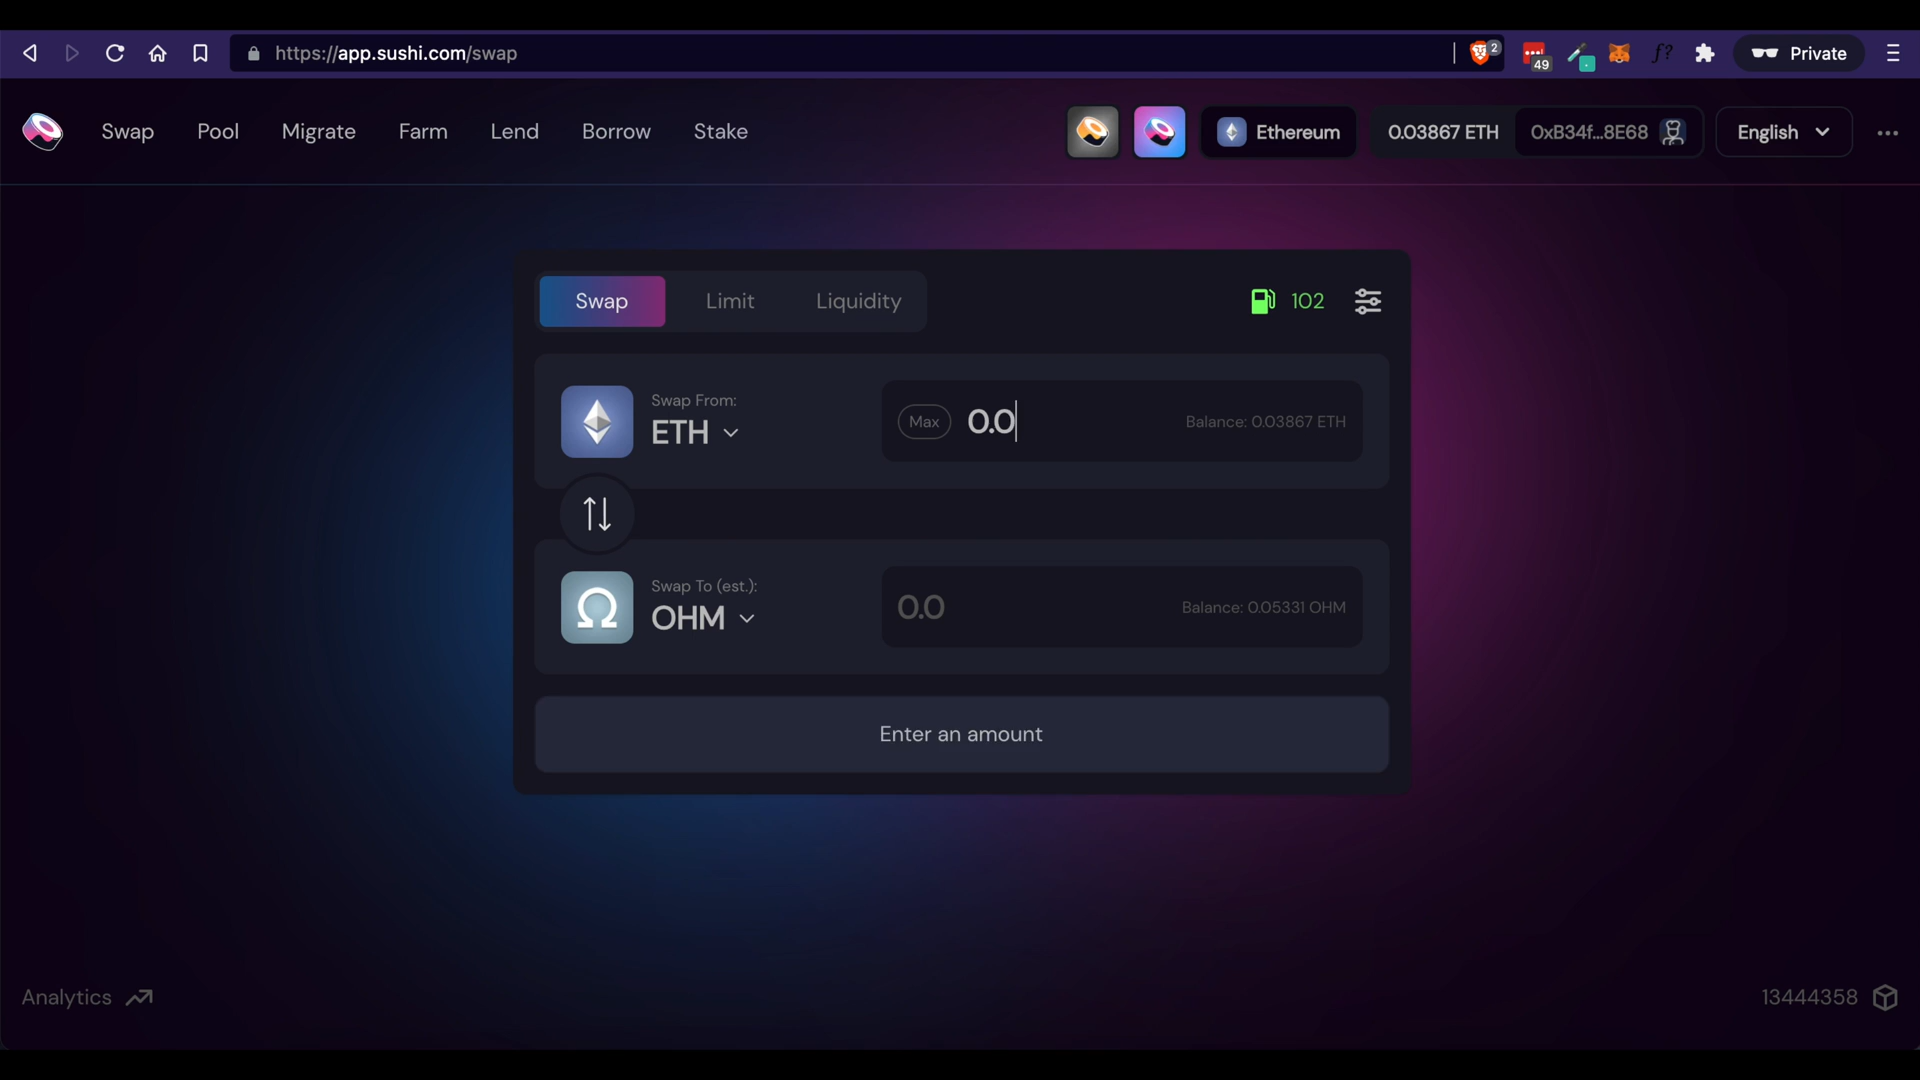 https://app.sushi.com/swap
2
49
f?
Private
Swap Pool Migrate Farm Lend Borrow Stake
Ethereum
0.03867 ETH
0xB34f...8E68
English
Swap Limit Liquidity
102
Swap From:
ETH
Max
0.0
Balance: 0.03867 ETH
Swap To (est.):
OHM
0.0
Balance: 0.05331 OHM
Enter an amount
Analytics
13444358